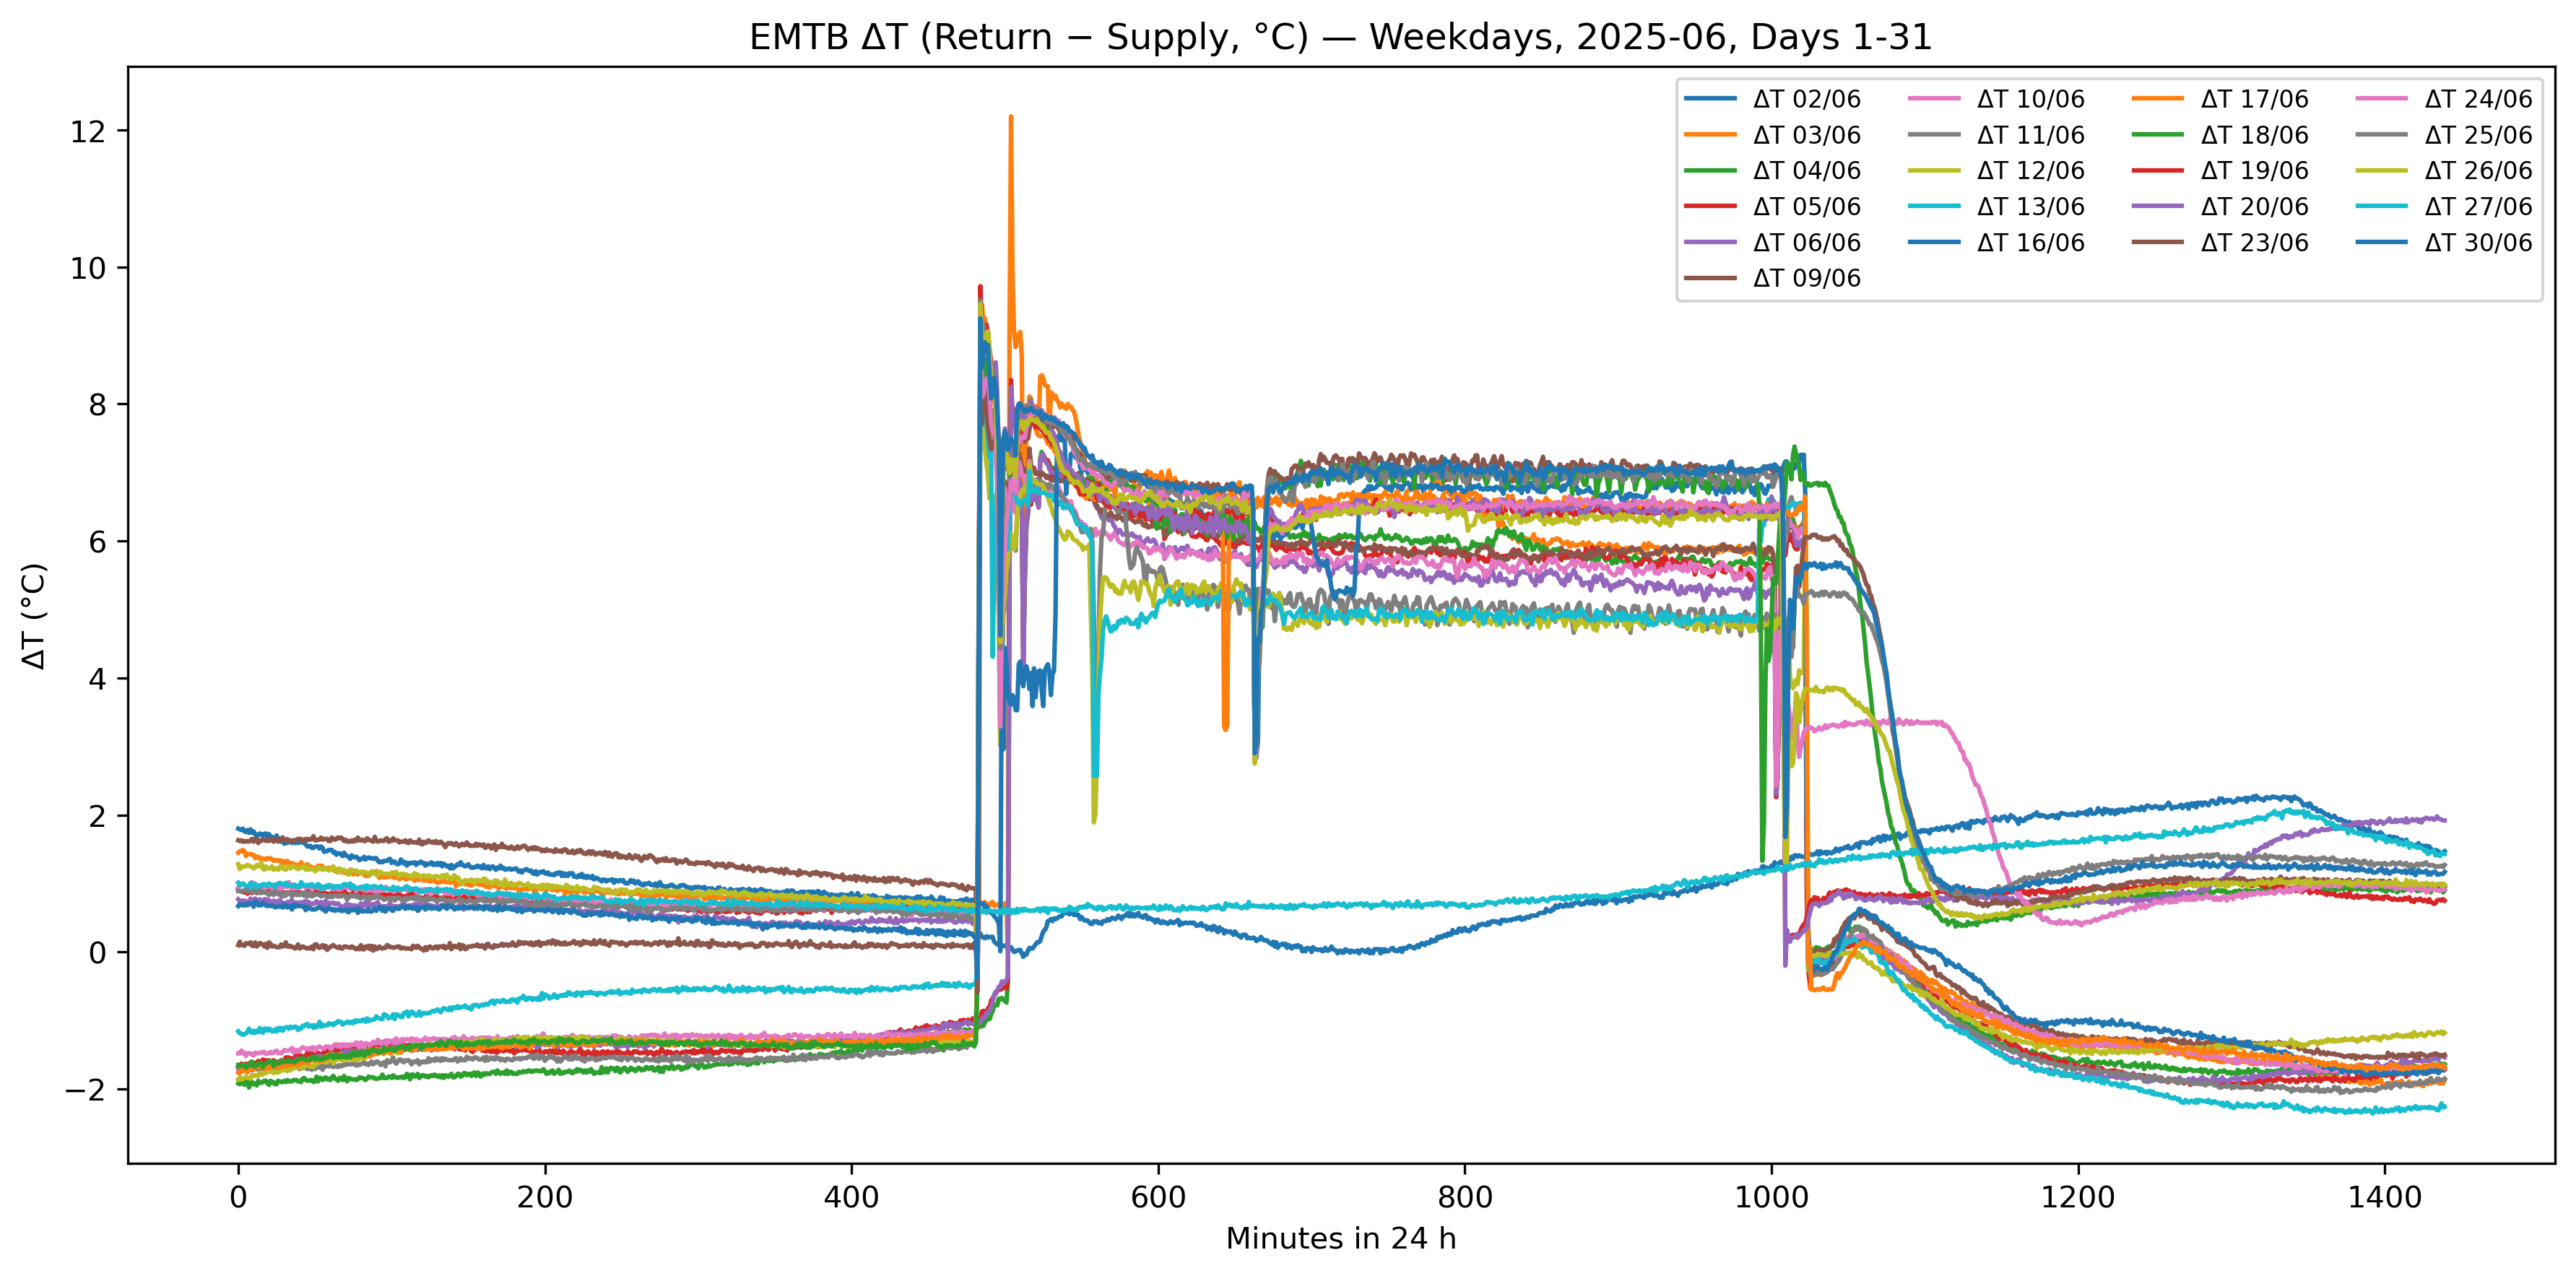 EMTB ΔT (Return − Supply, °C) — Weekdays, 2025-06, Days 1-31
ΔT 02/06
ΔT 03/06
ΔT 04/06
ΔT 05/06
ΔT 06/06
ΔT 09/06
ΔT 10/06
ΔT 11/06
ΔT 12/06
ΔT 13/06
ΔT 16/06
ΔT 17/06
ΔT 18/06
ΔT 19/06
ΔT 20/06
ΔT 23/06
ΔT 24/06
ΔT 25/06
ΔT 26/06
ΔT 27/06
ΔT 30/06
ΔT (°C)
12
10
8
6
4
2
0
−2
0 200 400 600 800 1000 1200 1400
Minutes in 24 h